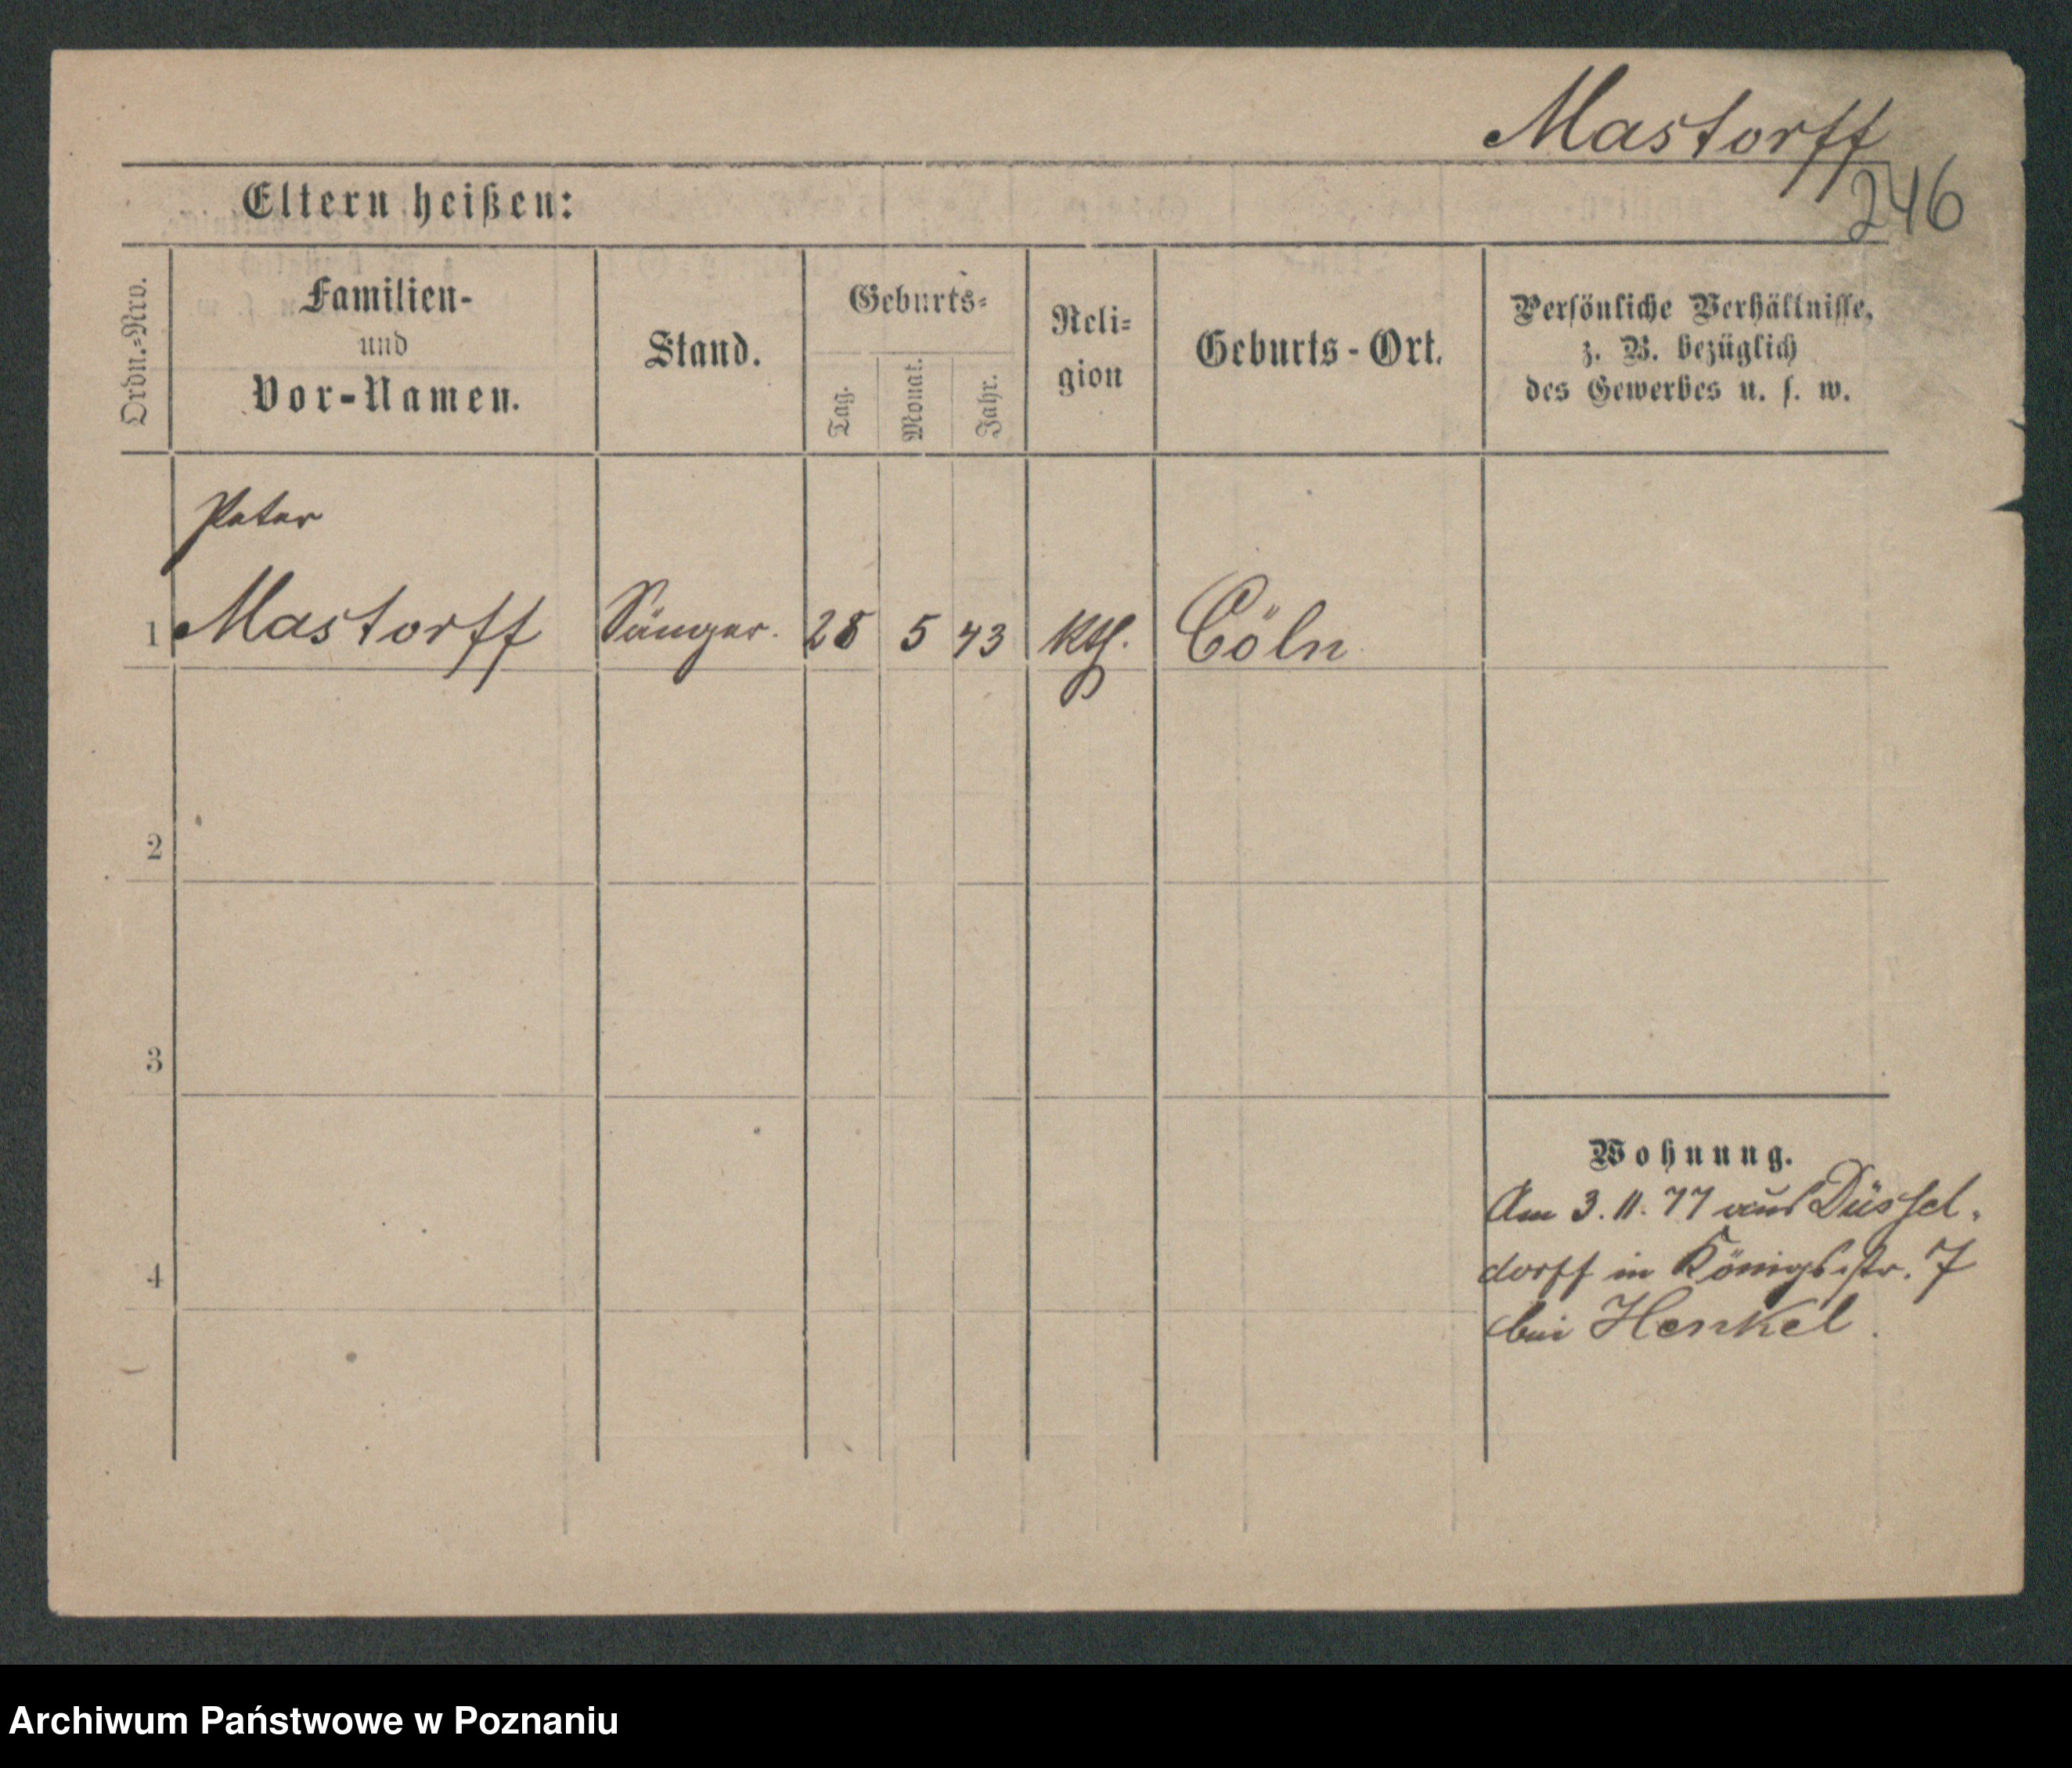 Mastorff
246
Eltern heißen:
Ordn.-Nro.
Familien-
und
Vor-Namen.
Stand.
Geburts-
Tag.
Monat.
Jahr.
Reli-
gion
Geburts-Ort.
Persönliche Verhältnisse,
z. B. bezüglich
des Gewerbes u. s. w.
Peter
1 Mastorff Sänger. 28 5 43 kth. Cöln
2
3
4
Wohnung.
Am 3. 11. 77 aus Düssel-
dorff in Königsstr. 7
bei Henkel.
Archiwum Państwowe w Poznaniu